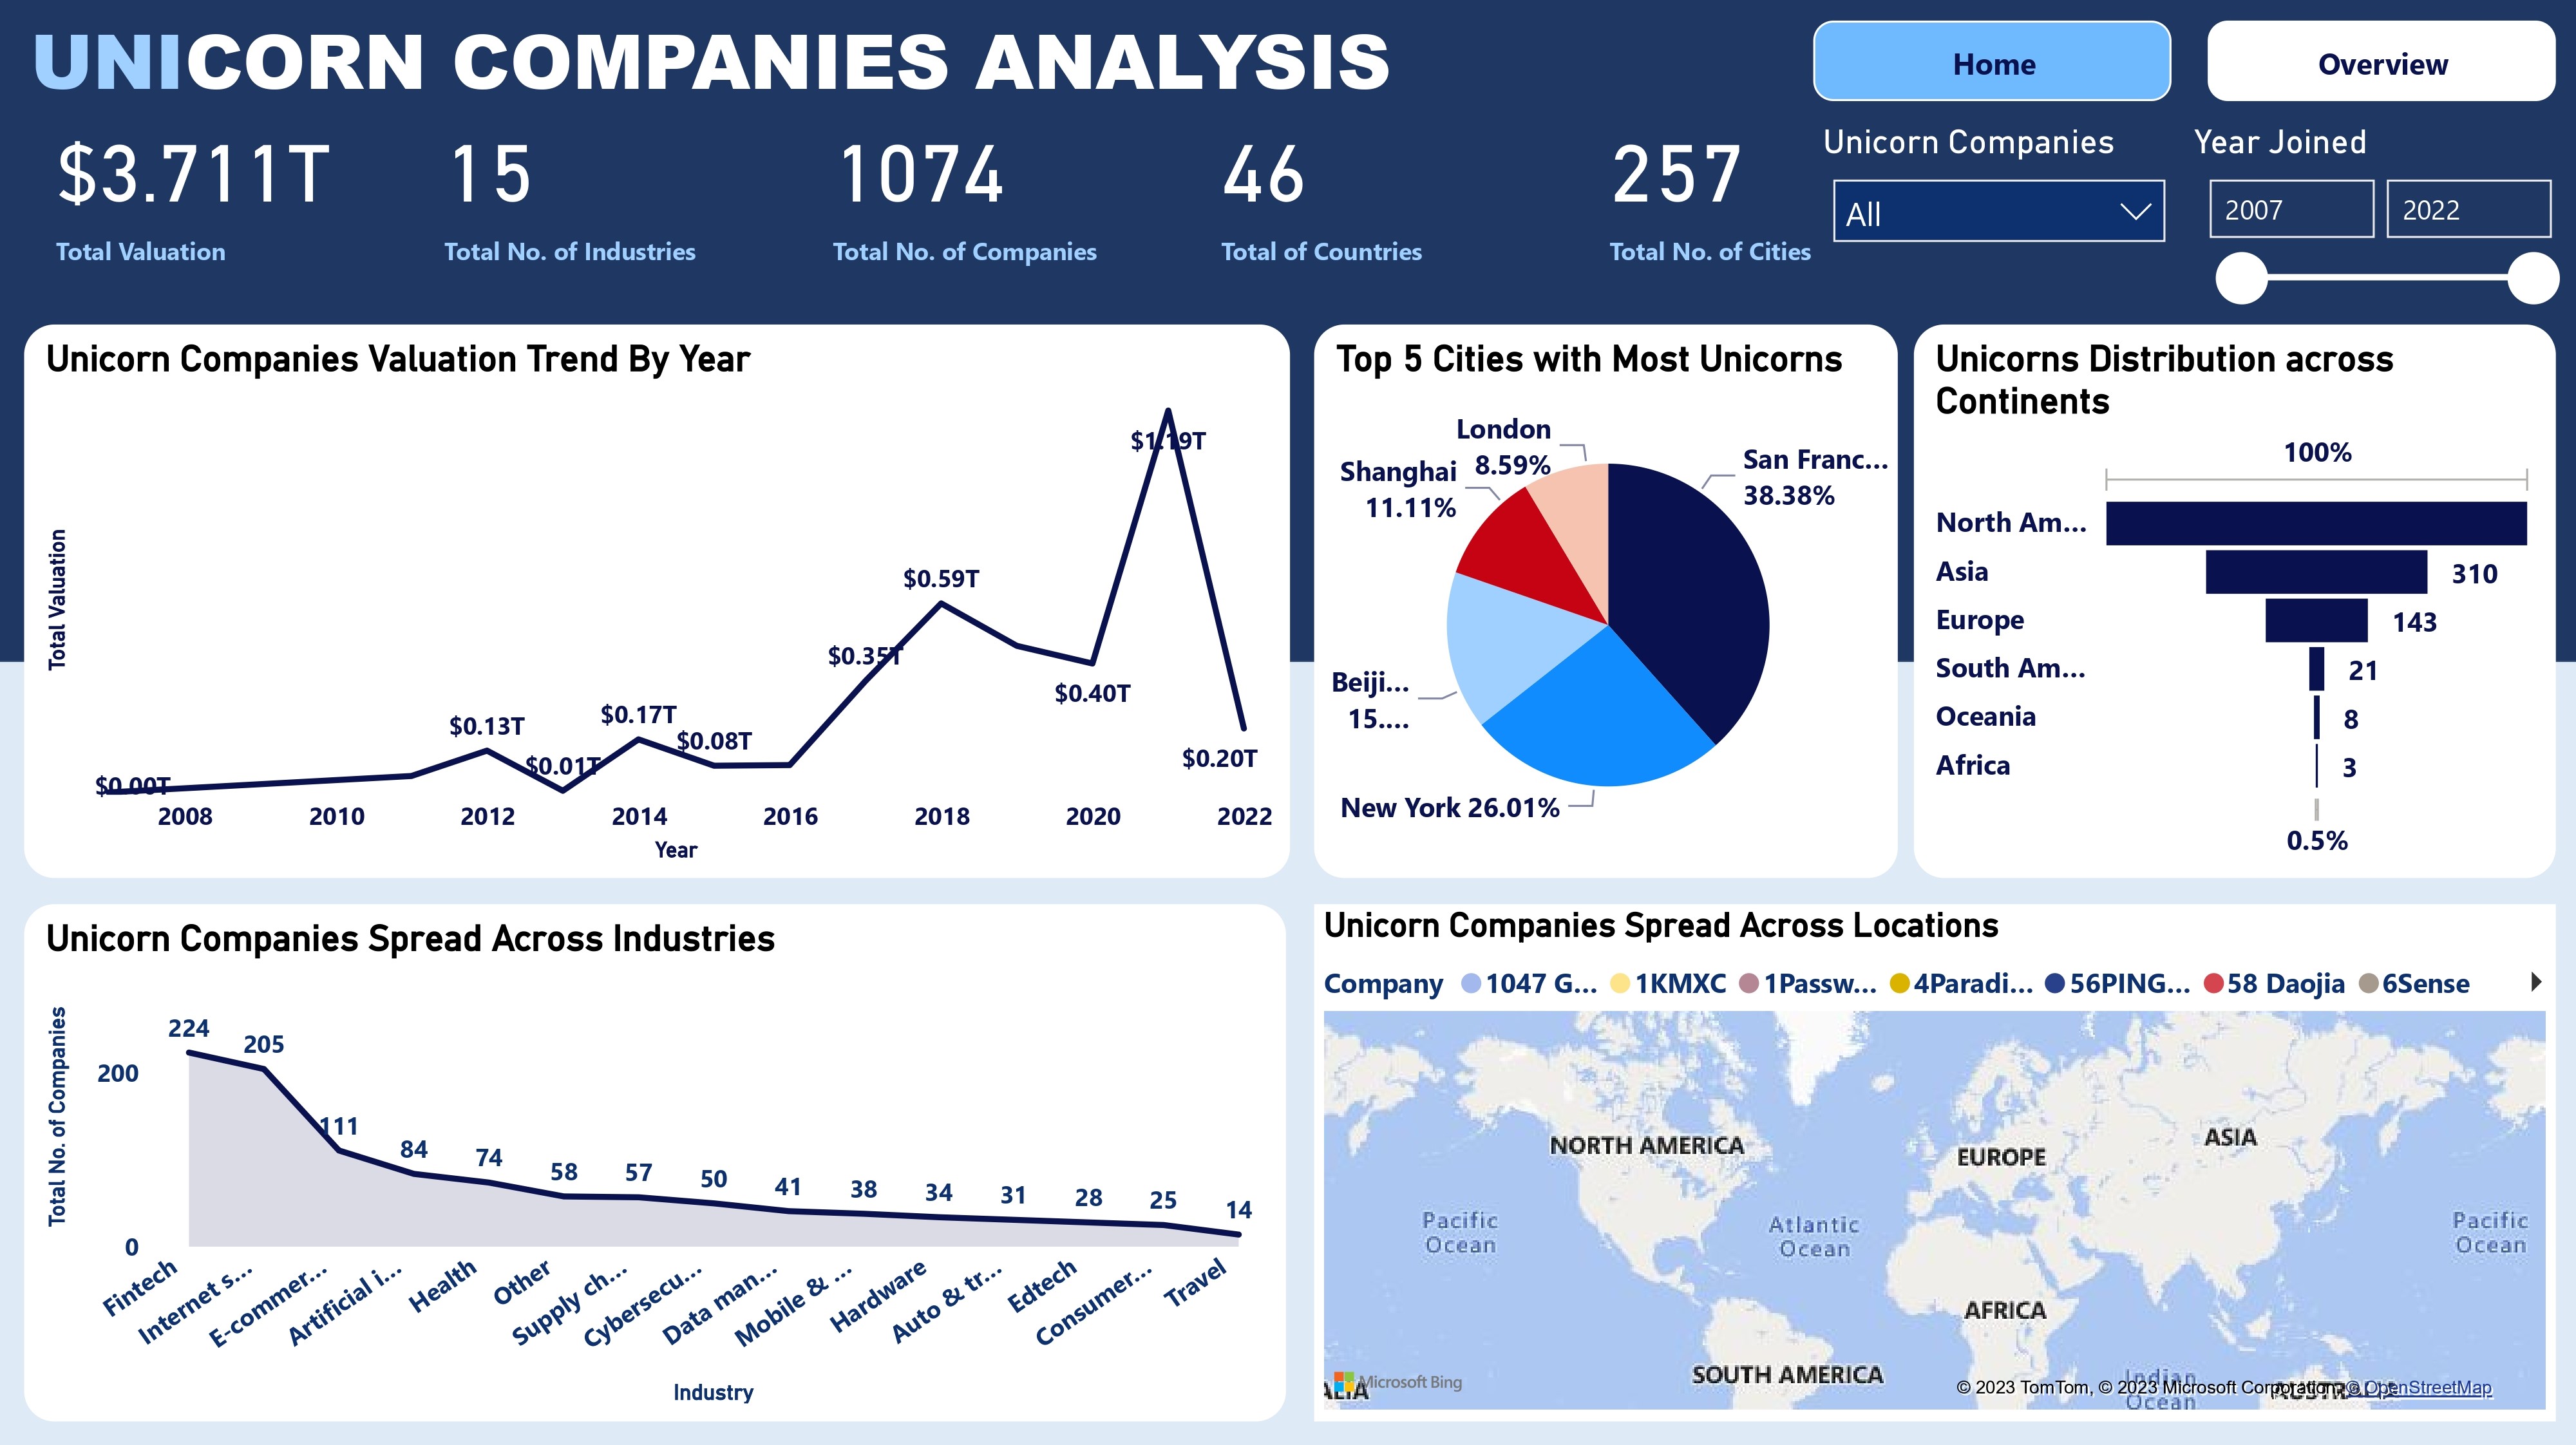 UNICORN COMPANIES ANALYSIS
Home
Overview
$3.711T
Total Valuation
15
Total No. of Industries
1074
Total No. of Companies
46
Total of Countries
257
Total No. of Cities
Unicorn Companies
All
Year Joined
2007
2022
Unicorn Companies Valuation Trend By Year
Total Valuation
$0.00T
$0.13T
$0.01T
$0.17T
$0.08T
$0.35T
$0.59T
$0.40T
$1.19T
$0.20T
2008
2010
2012
2014
2016
2018
2020
2022
Year
Top 5 Cities with Most Unicorns
London
8.59%
San Franc...
38.38%
Shanghai
11.11%
Beiji...
15....
New York 26.01%
Unicorns Distribution across
Continents
100%
North Am...
Asia
310
Europe
143
South Am...
21
Oceania
8
Africa
3
0.5%
Unicorn Companies Spread Across Industries
Total No. of Companies
200
0
224
205
111
84
74
58
57
50
41
38
34
31
28
25
14
Fintech
Internet s...
E-commer...
Artificial i...
Health
Other
Supply ch...
Cybersecu...
Data man...
Mobile & ...
Hardware
Auto & tr...
Edtech
Consumer...
Travel
Industry
Unicorn Companies Spread Across Locations
Company
1047 G...
1KMXC
1Passw...
4Paradi...
56PING...
58 Daojia
6Sense
NORTH AMERICA
EUROPE
ASIA
Pacific
Ocean
Atlantic
Ocean
Pacific
Ocean
AFRICA
SOUTH AMERICA
Indian
Ocean
ALIA
Microsoft Bing
© 2023 TomTom, © 2023 Microsoft Corporation, © OpenStreetMap